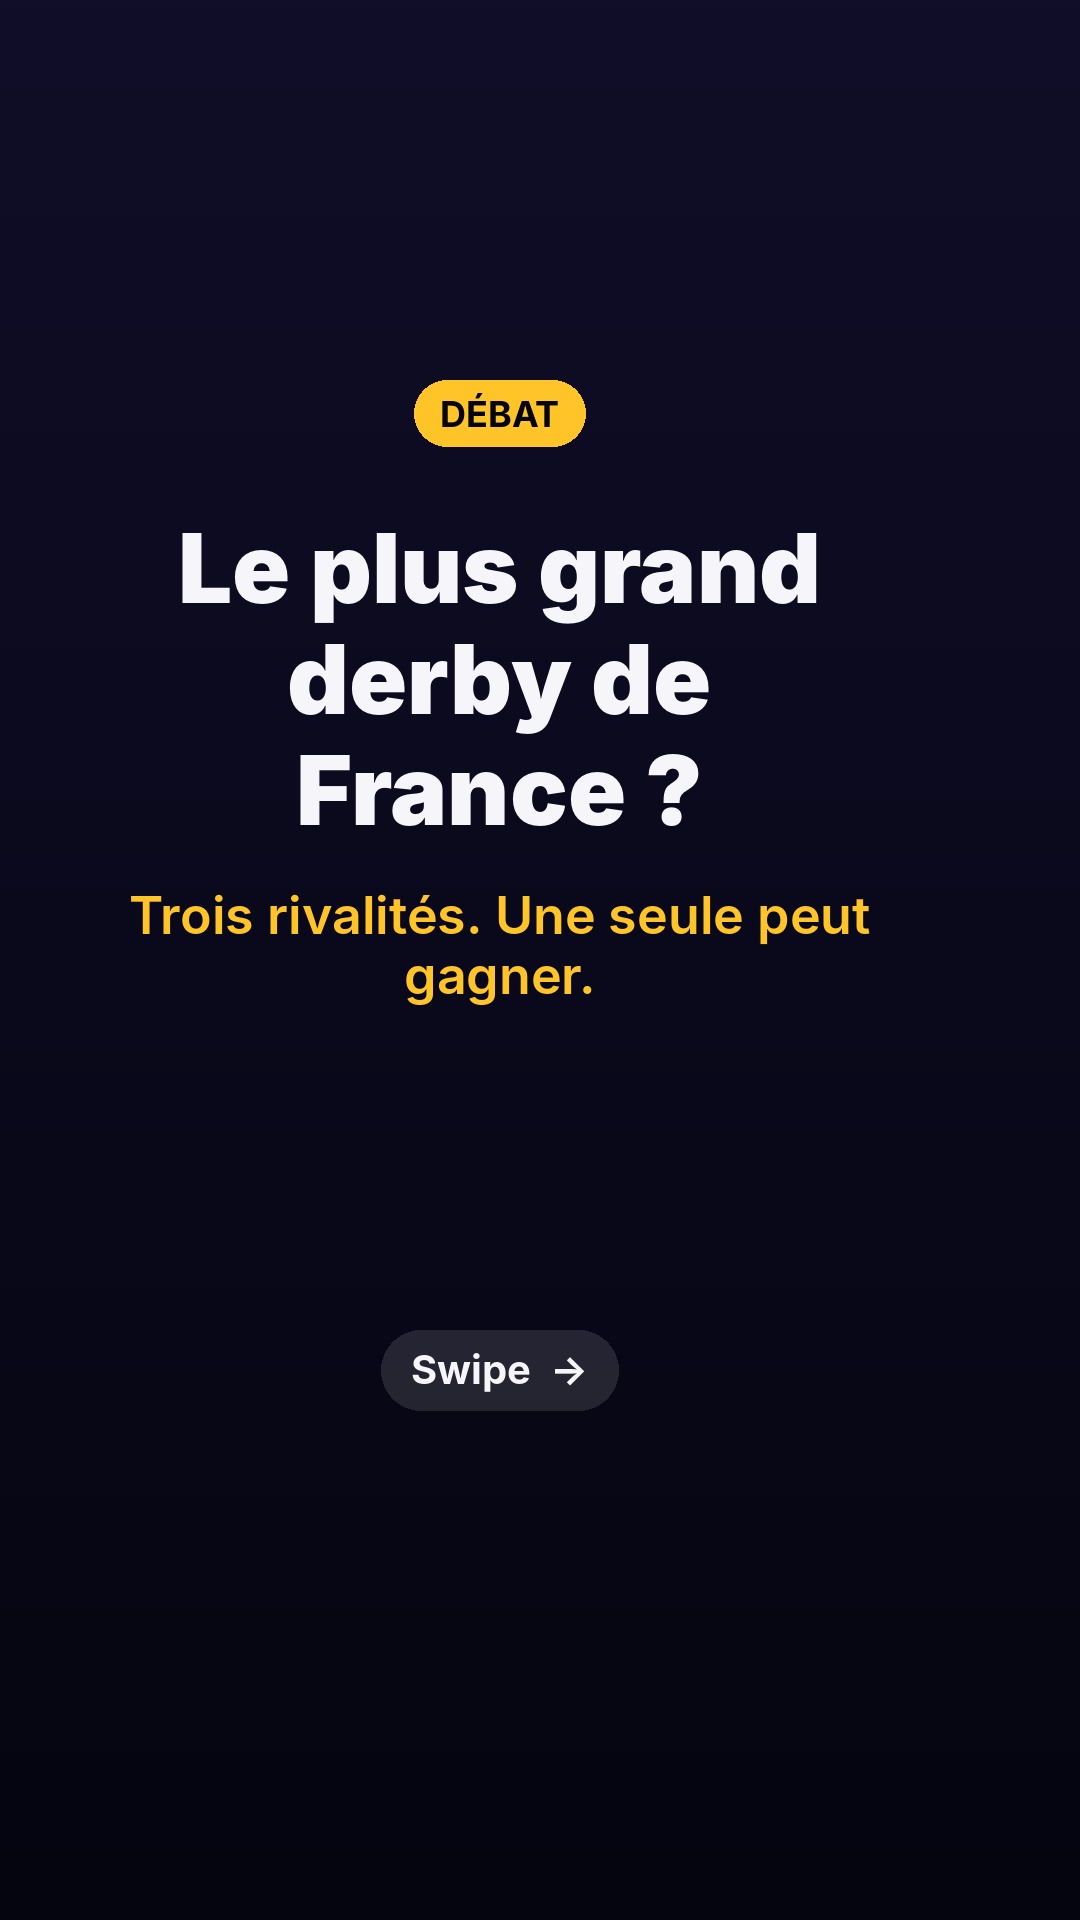 DÉBAT
Le plus grand
derby de
France ?
Trois rivalités. Une seule peut
gagner.
Swipe →